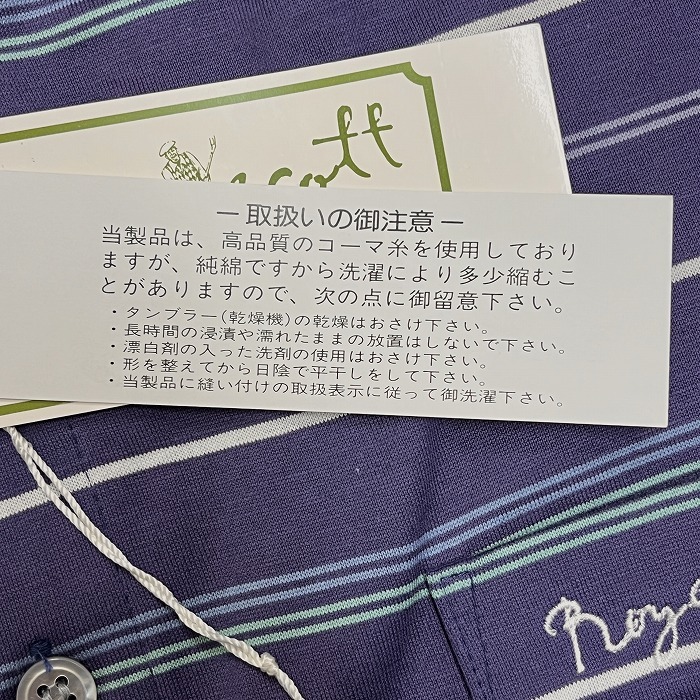 ― 取扱いの御注意 ―
当製品は、高品質のコーマ糸を使用しており
ますが、純綿ですから洗濯により多少縮むこ
とがありますので、次の点に御留意下さい。
・タンブラー(乾燥機)の乾燥はおさけ下さい。
・長時間の浸漬や濡れたままの放置はしないで下さい。
・漂白剤の入った洗剤の使用はおさけ下さい。
・形を整えてから日陰で平干しをして下さい。
・当製品に縫い付けの取扱表示に従って御洗濯下さい。